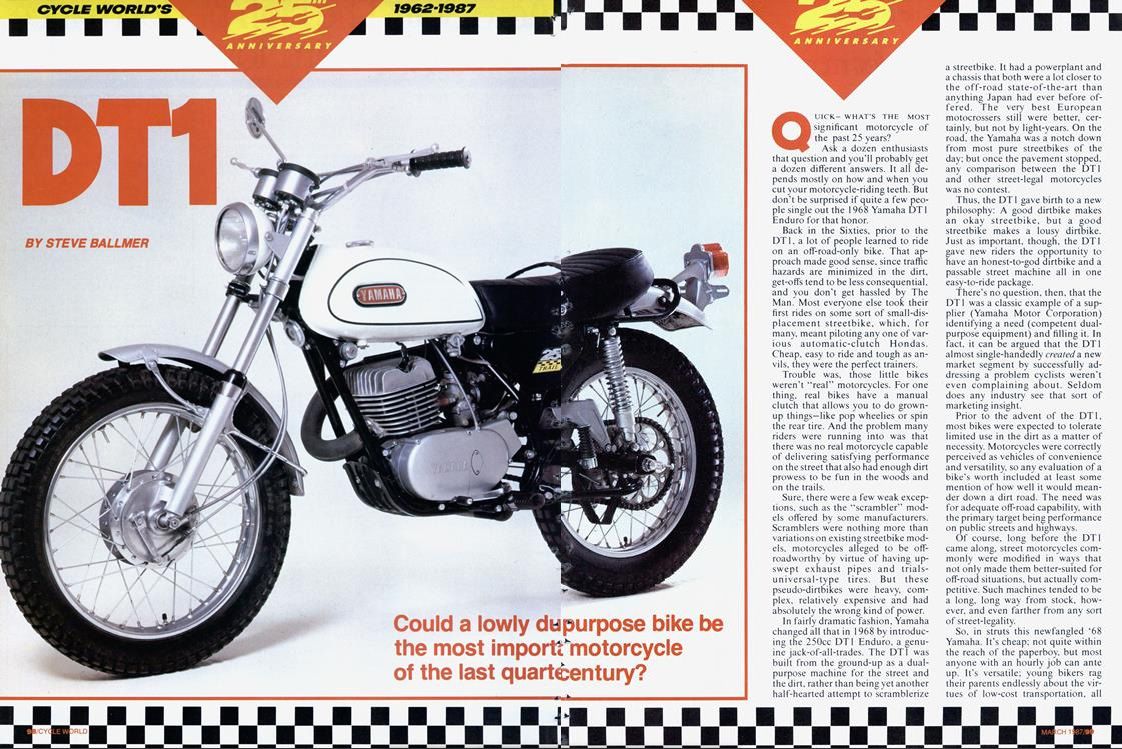 CYCLE WORLD'S
25th
ANNIVERSARY
1962-1987
DT1
BY STEVE BALLMER
YAMAHA
25
TRAIL
YAMAHA
Could a lowly du purpose bike be
the most import motorcycle
of the last quarte century?
98/CYCLE WORLD
25th
ANNIVERSARY
QUICK—WHAT'S THE MOST
significant motorcycle of
the past 25 years?
Ask a dozen enthusiasts
that question and you'll probably get
a dozen different answers. It all de-
pends mostly on how and when you
cut your motorcycle-riding teeth. But
don't be surprised if quite a few peo-
ple single out the 1968 Yamaha DT1
Enduro for that honor.
Back in the Sixties, prior to the
DT1, a lot of people learned to ride
on an off-road-only bike. That ap-
proach made good sense, since traffic
hazards are minimized in the dirt,
get-offs tend to be less consequential,
and you don't get hassled by The
Man. Most everyone else took their
first rides on some sort of small-dis-
placement streetbike, which, for
many, meant piloting any one of var-
ious automatic-clutch Hondas.
Cheap, easy to ride and tough as an-
vils, they were the perfect trainers.
Trouble was, those little bikes
weren't "real" motorcycles. For one
thing, real bikes have a manual
clutch that allows you to do grown-
up things—like pop wheelies or spin
the rear tire. And the problem many
riders were running into was that
there was no real motorcycle capable
of delivering satisfying performance
on the street that also had enough dirt
prowess to be fun in the woods and
on the trails.
Sure, there were a few weak excep-
tions, such as the "scrambler" mod-
els offered by some manufacturers.
Scramblers were nothing more than
variations on existing streetbike mod-
els, motorcycles alleged to be off-
roadworthy by virtue of having up-
swept exhaust pipes and trials-
universal-type tires. But these
pseudo-dirtbikes were heavy, com-
plex, relatively expensive and had
absolutely the wrong kind of power.
In fairly dramatic fashion, Yamaha
changed all that in 1968 by introduc-
ing the 250cc DT1 Enduro, a genu-
ine jack-of-all-trades. The DT1 was
built from the ground-up as a dual-
purpose machine for the street and
the dirt, rather than being yet another
half-hearted attempt to scramblerize
a streetbike. It had a powerplant and
a chassis that both were a lot closer to
the off-road state-of-the-art than
anything Japan had ever before of-
fered. The very best European
motocrossers still were better, cer-
tainly, but not by light-years. On the
road, the Yamaha was a notch down
from most pure streetbikes of the
day; but once the pavement stopped,
any comparison between the DT1
and other street-legal motorcycles
was no contest.
Thus, the DT1 gave birth to a new
philosophy: A good dirtbike makes
an okay streetbike, but a good
streetbike makes a lousy dirtbike.
Just as important, though, the DT1
gave new riders the opportunity to
have an honest-to-god dirtbike and a
passable street machine all in one
easy-to-ride package.
There's no question, then, that the
DT1 was a classic example of a sup-
plier (Yamaha Motor Corporation)
identifying a need (competent dual-
purpose equipment) and filling it. In
fact, it can be argued that the DT1
almost single-handedly created a new
market segment by successfully ad-
dressing a problem cyclists weren't
even complaining about. Seldom
does any industry see that sort of
marketing insight.
Prior to the advent of the DT1,
most bikes were expected to tolerate
limited use in the dirt as a matter of
necessity. Motorcycles were correctly
perceived as vehicles of convenience
and versatility, so any evaluation of a
bike's worth included at least some
mention of how well it would mean-
der down a dirt road. The need was
for adequate off-road capability, with
the primary target being performance
on public streets and highways.
Of course, long before the DT1
came along, street motorcycles com-
monly were modified in ways that
not only made them better-suited for
off-road situations, but actually com-
petitive. Such machines tended to be
a long, long way from stock, how-
ever, and even farther from any sort
of street-legality.
So, in struts this newfangled '68
Yamaha. It's cheap; not quite within
the reach of the paperboy, but most
anyone with an hourly job can ante
up. It's versatile; young bikers rag
their parents endlessly about the vir-
tues of low-cost transportation, all
MARCH 1987/99